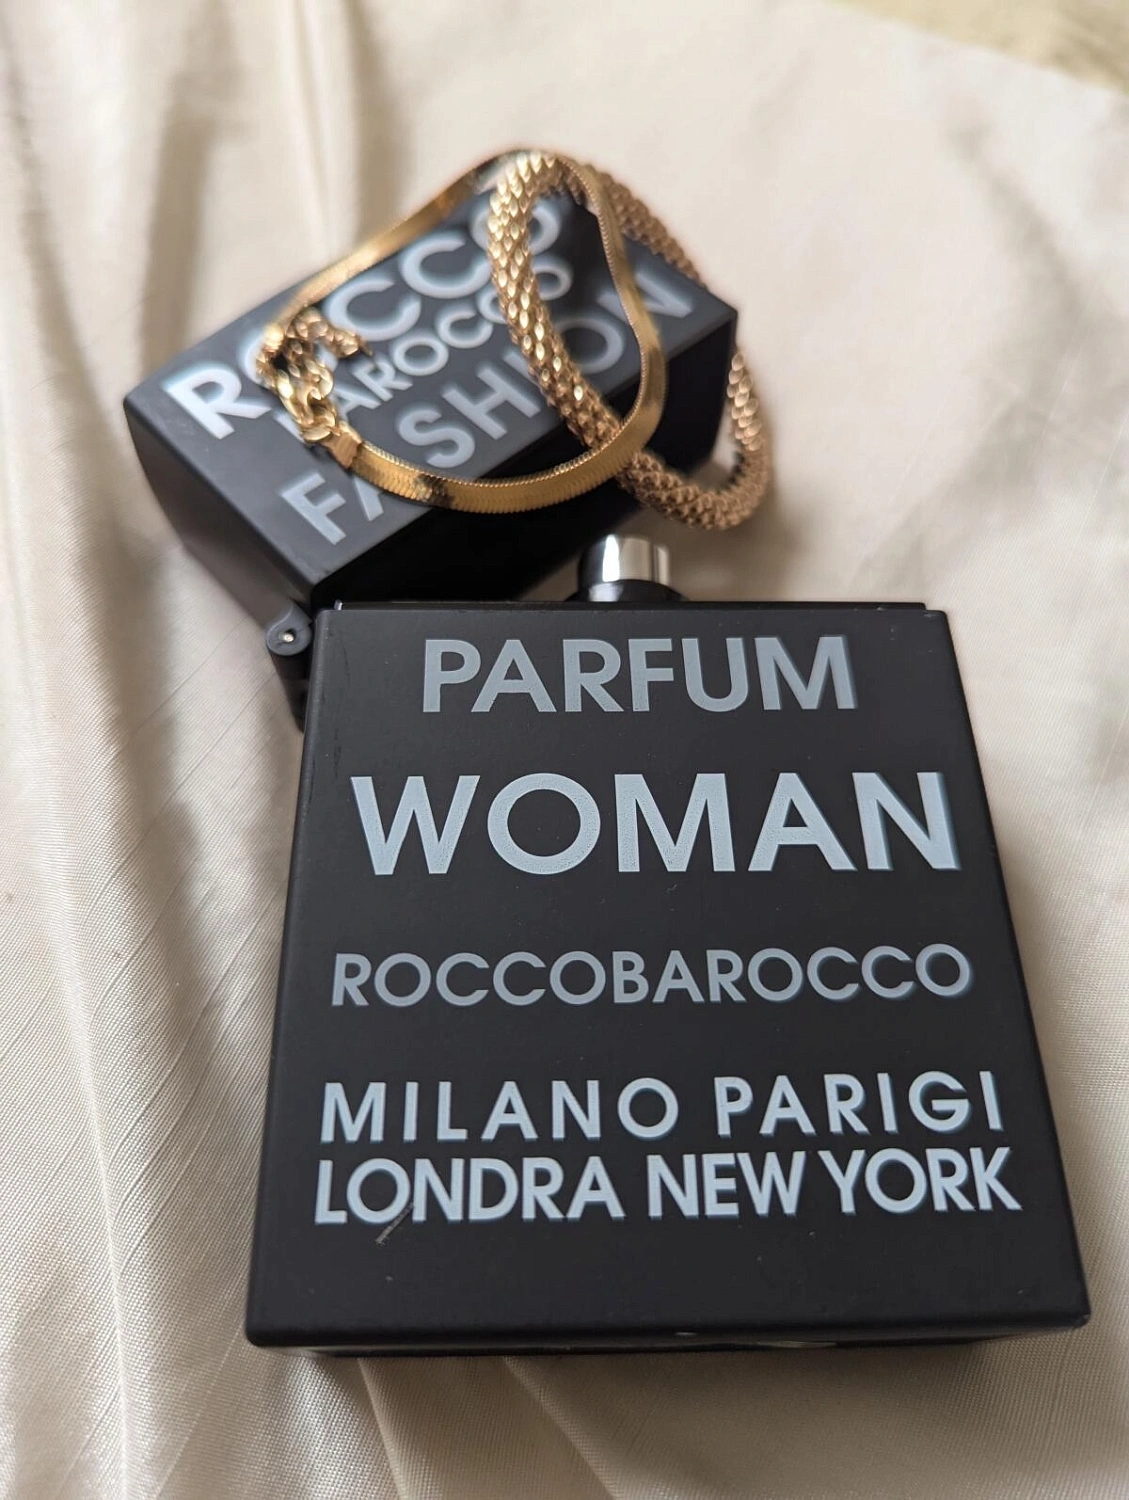 ROCCO
BAROCCO
FASHION
PARFUM
WOMAN
ROCCOBAROCCO
MILANO PARIGI
LONDRA NEW YORK